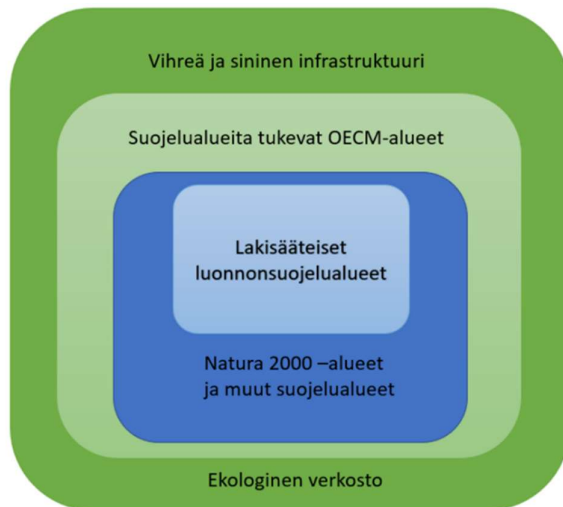 Vihreä ja sininen infrastruktuuri
Suojelualueita tukevat OECM-alueet
Lakisääteiset
luonnonsuojelualueet
Natura 2000 –alueet
ja muut suojelualueet
Ekologinen verkosto